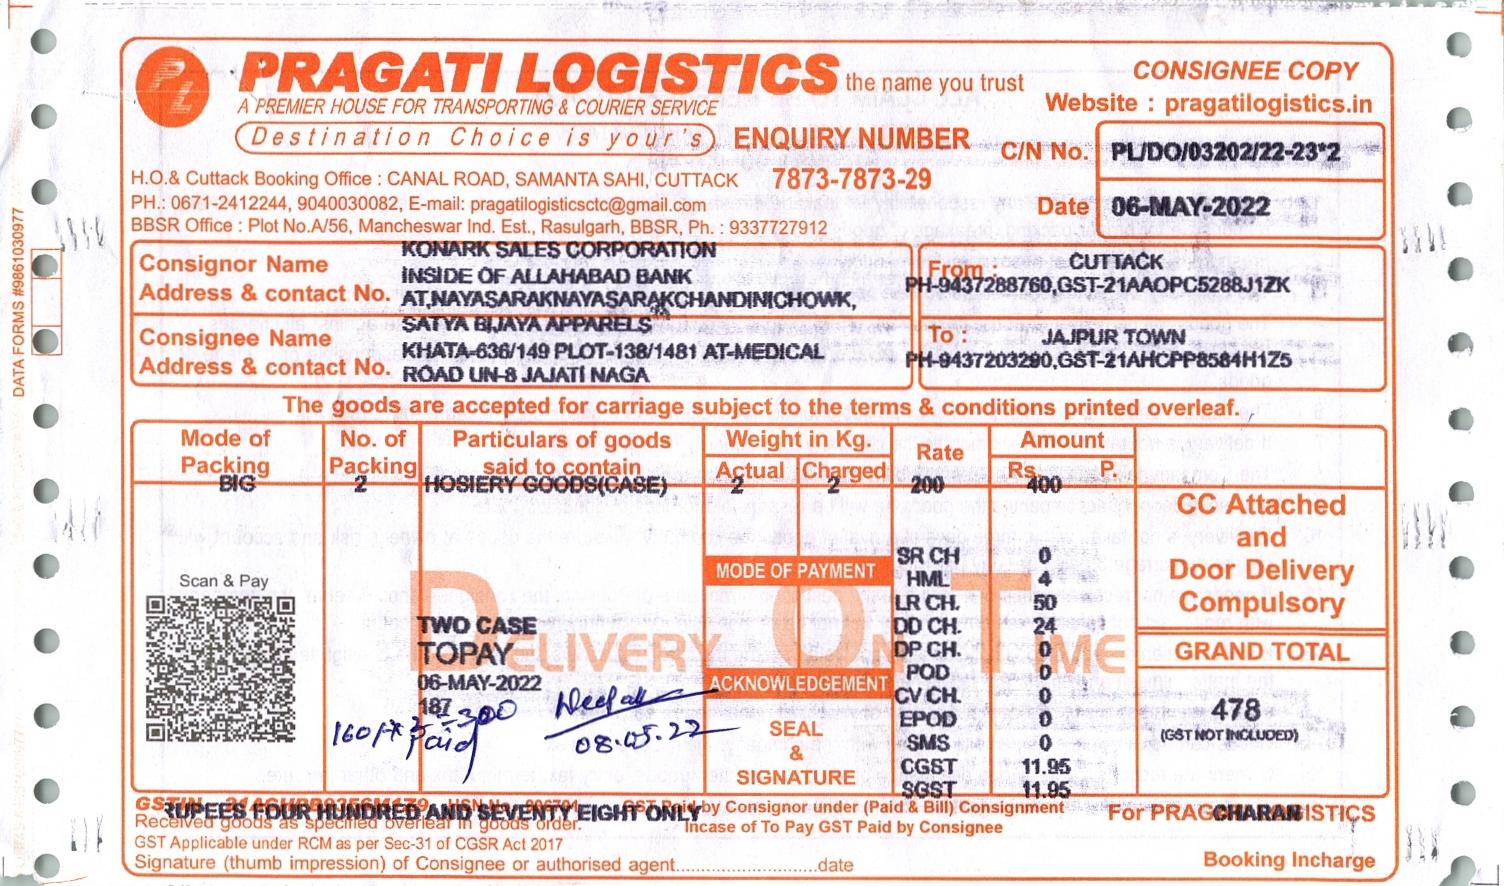 PRAGATI LOGISTICS the name you trust
A PREMIER HOUSE FOR TRANSPORTING & COURIER SERVICE
Destination Choice is your's
ENQUIRY NUMBER
7873-7873-29
CONSIGNEE COPY
Website : pragatilogistics.in
C/N No. PL/DO/03202/22-23*2
Date 06-MAY-2022
H.O.& Cuttack Booking Office : CANAL ROAD, SAMANTA SAHI, CUTTACK
PH.: 0671-2412244, 9040030082, E-mail: pragatilogisticsctc@gmail.com
BBSR Office : Plot No.A/56, Mancheswar Ind. Est., Rasulgarh, BBSR, Ph. : 9337727912
Consignor Name
Address & contact No.
KONARK SALES CORPORATION
INSIDE OF ALLAHABAD BANK
AT,NAYASARAKNAYASARAKCHANDINICHOWK,
From : CUTTACK
PH-9437288760,GST-21AAOPC5288J1ZK
Consignee Name
Address & contact No.
SATYA BIJAYA APPARELS
KHATA-636/149 PLOT-138/1481 AT-MEDICAL
ROAD UN-8 JAJATI NAGA
To : JAJPUR TOWN
PH-9437203290,GST-21AHCPP8584H1Z5
The goods are accepted for carriage subject to the terms & conditions printed overleaf.
Mode of Packing
No. of Packing
Particulars of goods said to contain
Weight in Kg.
Actual Charged
Rate
Amount
Rs. P.
BIG 2 HOSIERY GOODS(CASE) 2 2 200 400
CC Attached
and
Door Delivery
Compulsory
GRAND TOTAL
478
(GST NOT INCLUDED)
Scan & Pay
DELIVERY ON TIME
TWO CASE
TOPAY
06-MAY-2022
187
Paid
08.05.22
MODE OF PAYMENT
ACKNOWLEDGEMENT
SEAL
&
SIGNATURE
SR CH 0
HML 4
LR CH. 50
DD CH. 24
DP CH. 0
POD 0
CV CH. 0
EPOD 0
SMS 0
CGST 11.95
SGST 11.95
RUPEES FOUR HUNDRED AND SEVENTY EIGHT ONLY
GST Paid by Consignor under (Paid & Bill) Consignment
Incase of To Pay GST Paid by Consignee
Received goods as specified overleaf in goods order.
GST Applicable under RCM as per Sec-31 of CGSR Act 2017
Signature (thumb impression) of Consignee or authorised agent..............................date
For PRAGATI LOGISTICS
CHARAN
Booking Incharge
DATA FORMS #9861030977